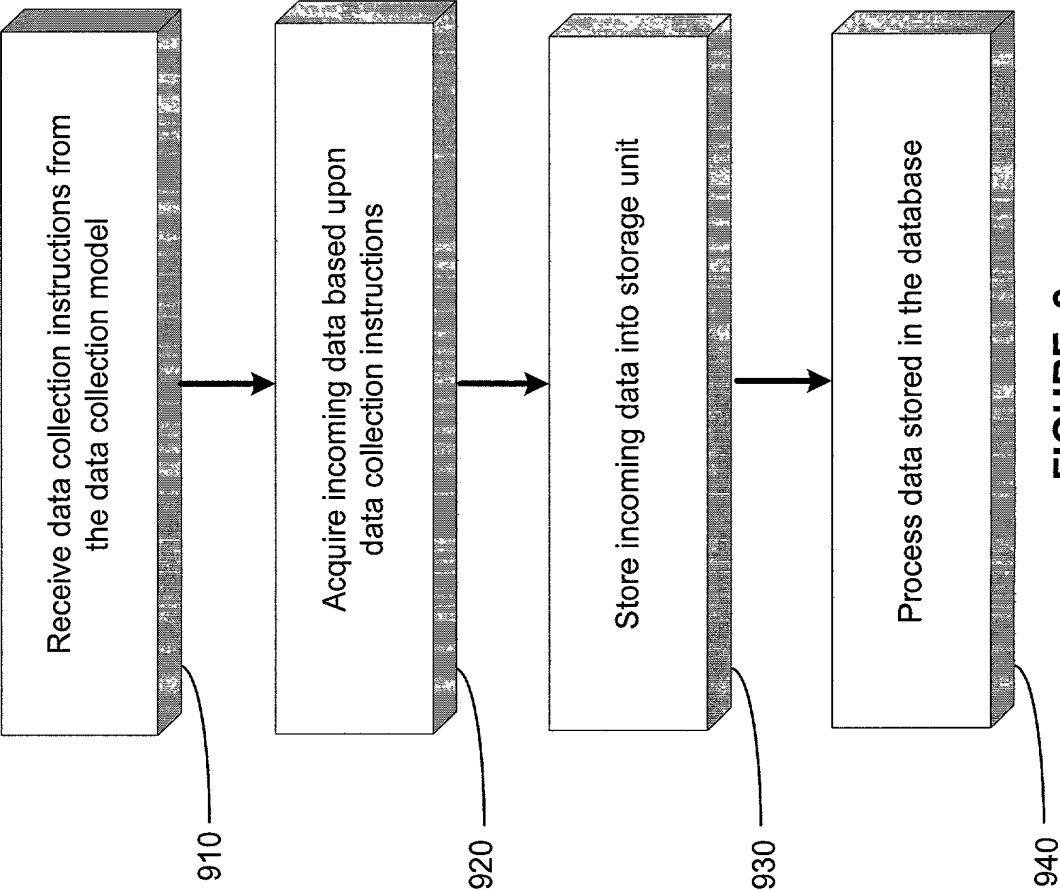 Receive data collection instructions from
the data collection model
910
Acquire incoming data based upon
data collection instructions
920
Store incoming data into storage unit
930
Process data stored in the database
940
FIGURE